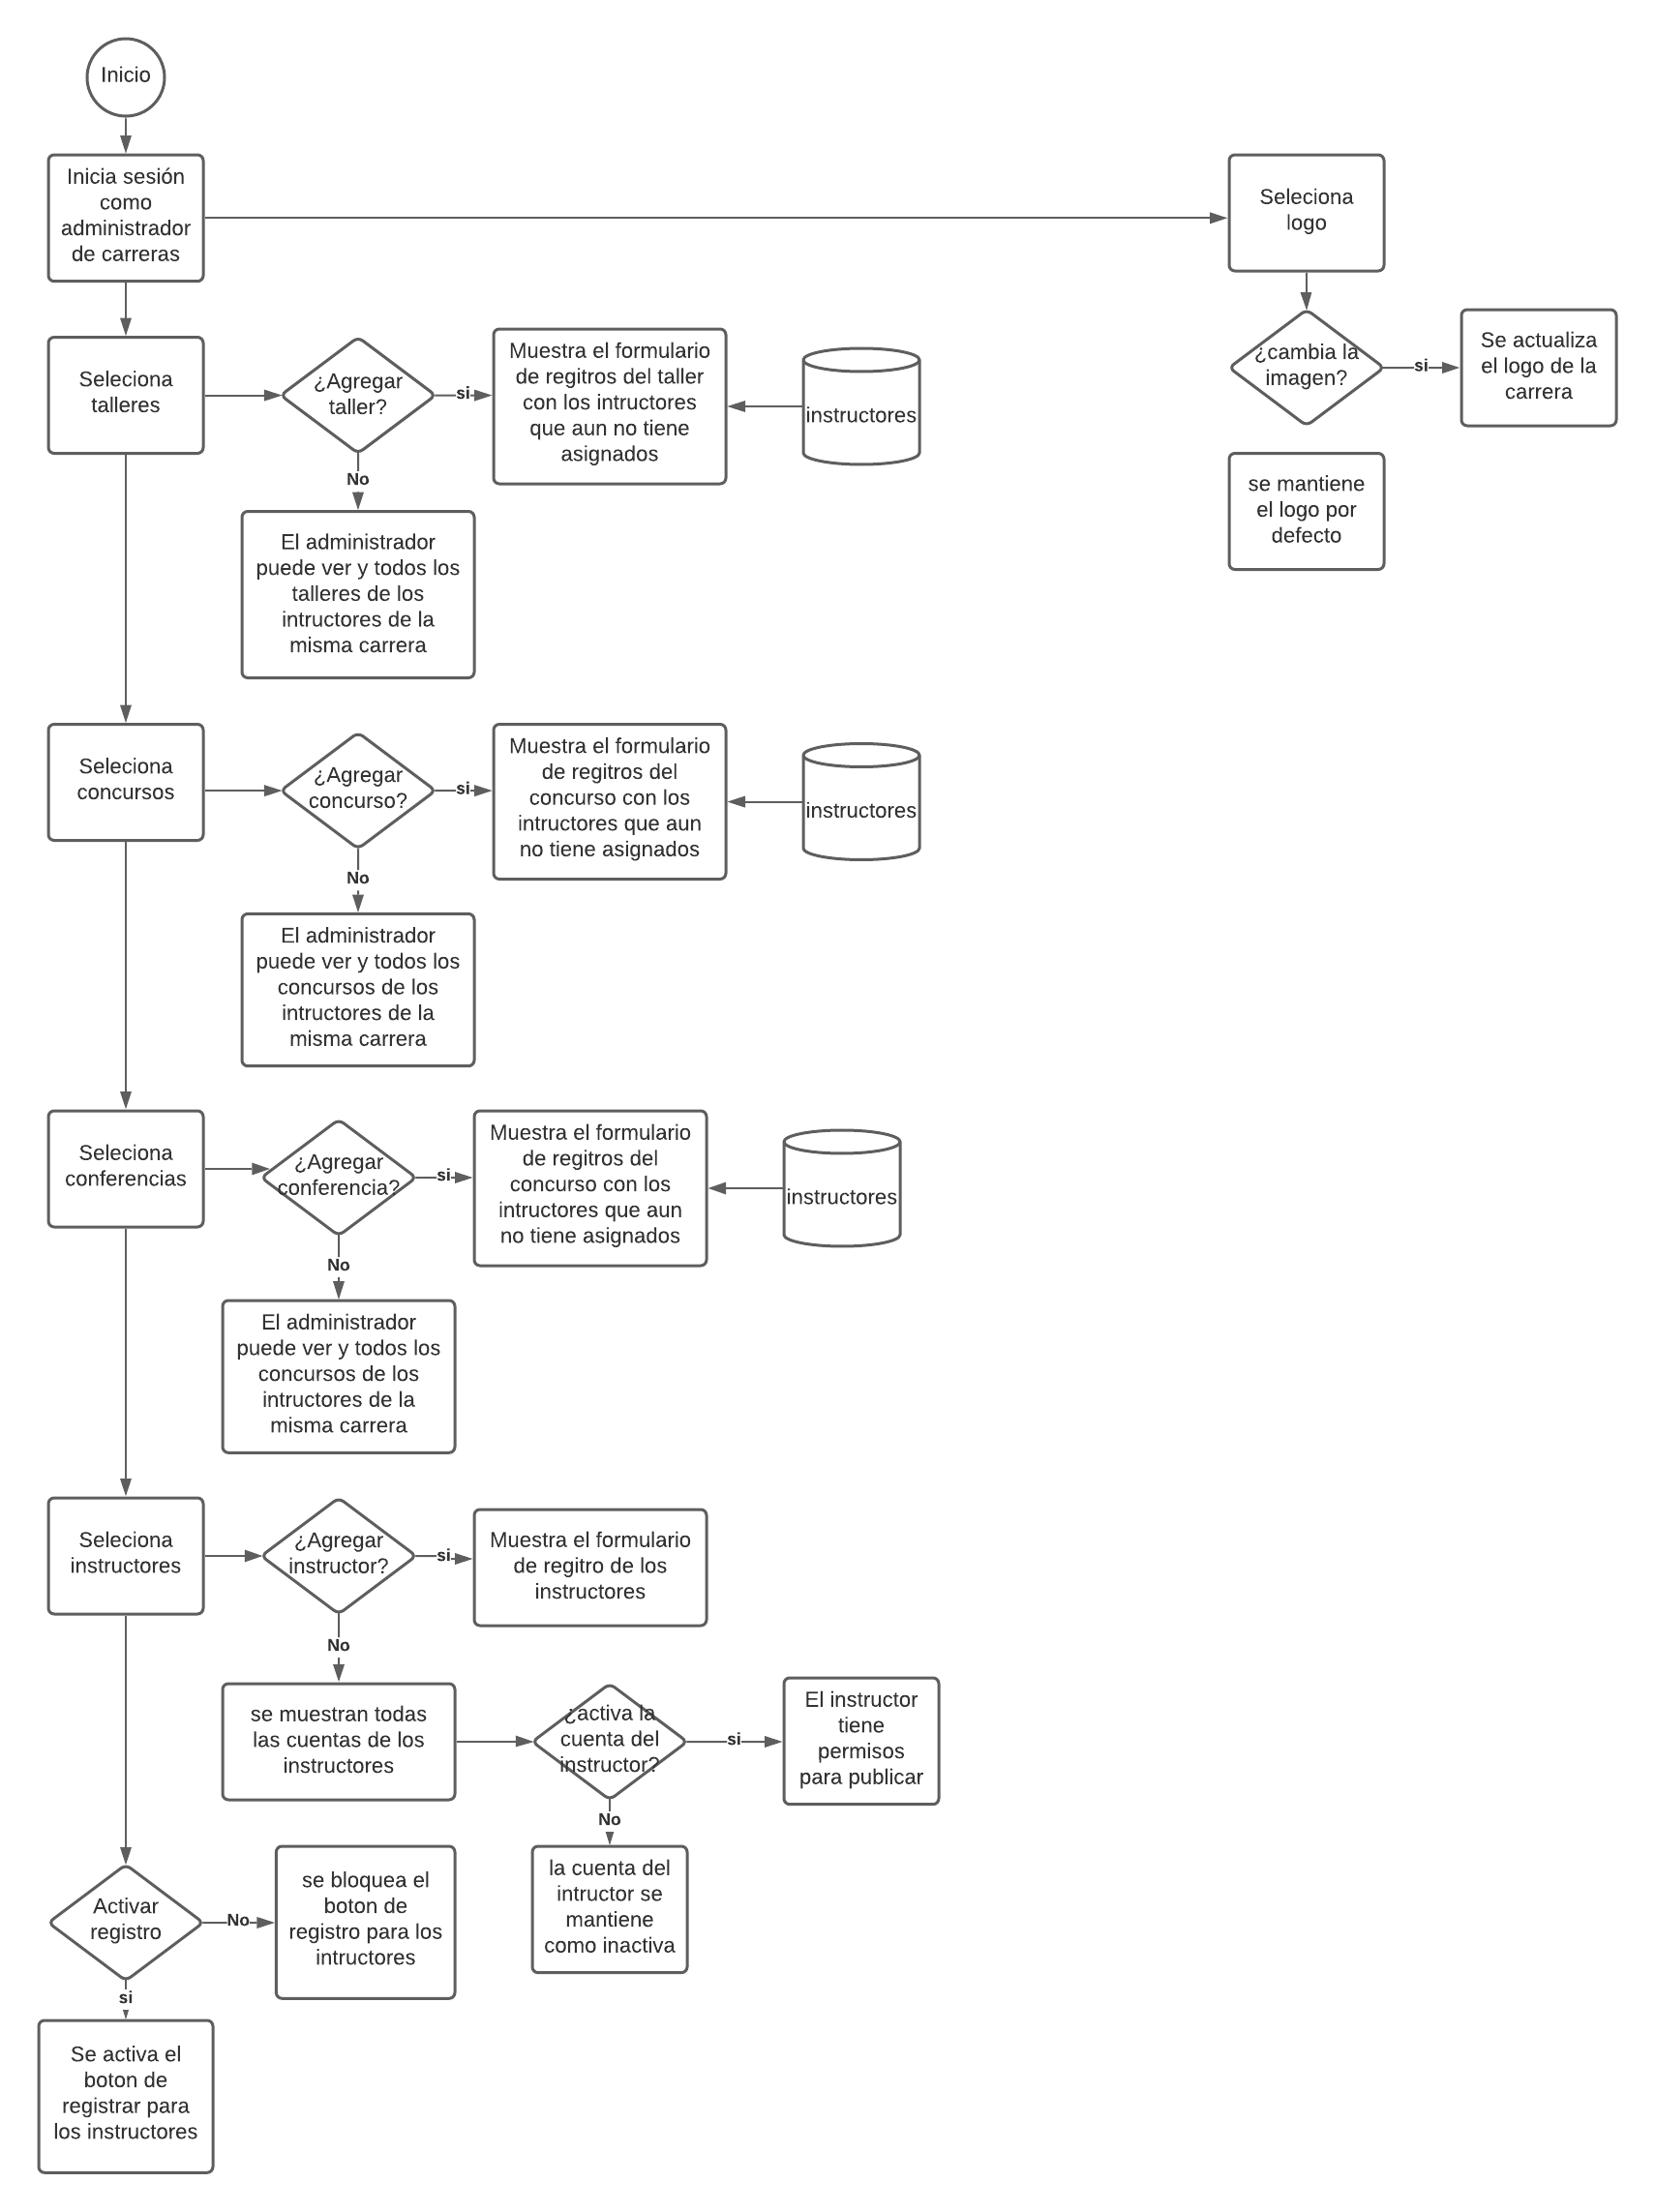 Inicio
Inicia sesión
como
administrador
de carreras
Seleciona
logo
¿cambia la
imagen?
si
Se actualiza
el logo de la
carrera
se mantiene
el logo por
defecto
Seleciona
talleres
¿Agregar
taller?
si
Muestra el formulario
de regitros del taller
con los intructores
que aun no tiene
asignados
instructores
No
El administrador
puede ver y todos los
talleres de los
intructores de la
misma carrera
Seleciona
concursos
¿Agregar
concurso?
si
Muestra el formulario
de regitros del
concurso con los
intructores que aun
no tiene asignados
instructores
No
El administrador
puede ver y todos los
concursos de los
intructores de la
misma carrera
Seleciona
conferencias
¿Agregar
conferencia?
si
Muestra el formulario
de regitros del
concurso con los
intructores que aun
no tiene asignados
instructores
No
El administrador
puede ver y todos los
concursos de los
intructores de la
misma carrera
Seleciona
instructores
¿Agregar
instructor?
si
Muestra el formulario
de regitro de los
instructores
No
se muestran todas
las cuentas de los
instructores
¿activa la
cuenta del
instructor?
si
El instructor
tiene
permisos
para publicar
No
la cuenta del
intructor se
mantiene
como inactiva
Activar
registro
No
se bloquea el
boton de
registro para los
intructores
si
Se activa el
boton de
registrar para
los instructores